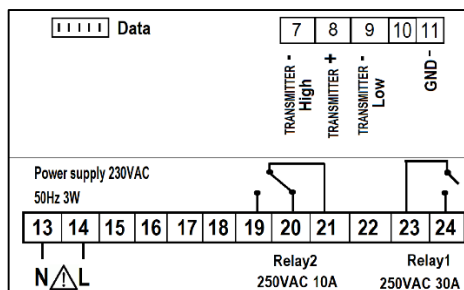 Data
7 8 9 10 11
TRANSMITTER - High
TRANSMITTER +
TRANSMITTER - Low
GND -
Power supply 230VAC
50Hz 3W
13 14 15 16 17 18 19 20 21 22 23 24
N L
Relay2
250VAC 10A
Relay1
250VAC 30A